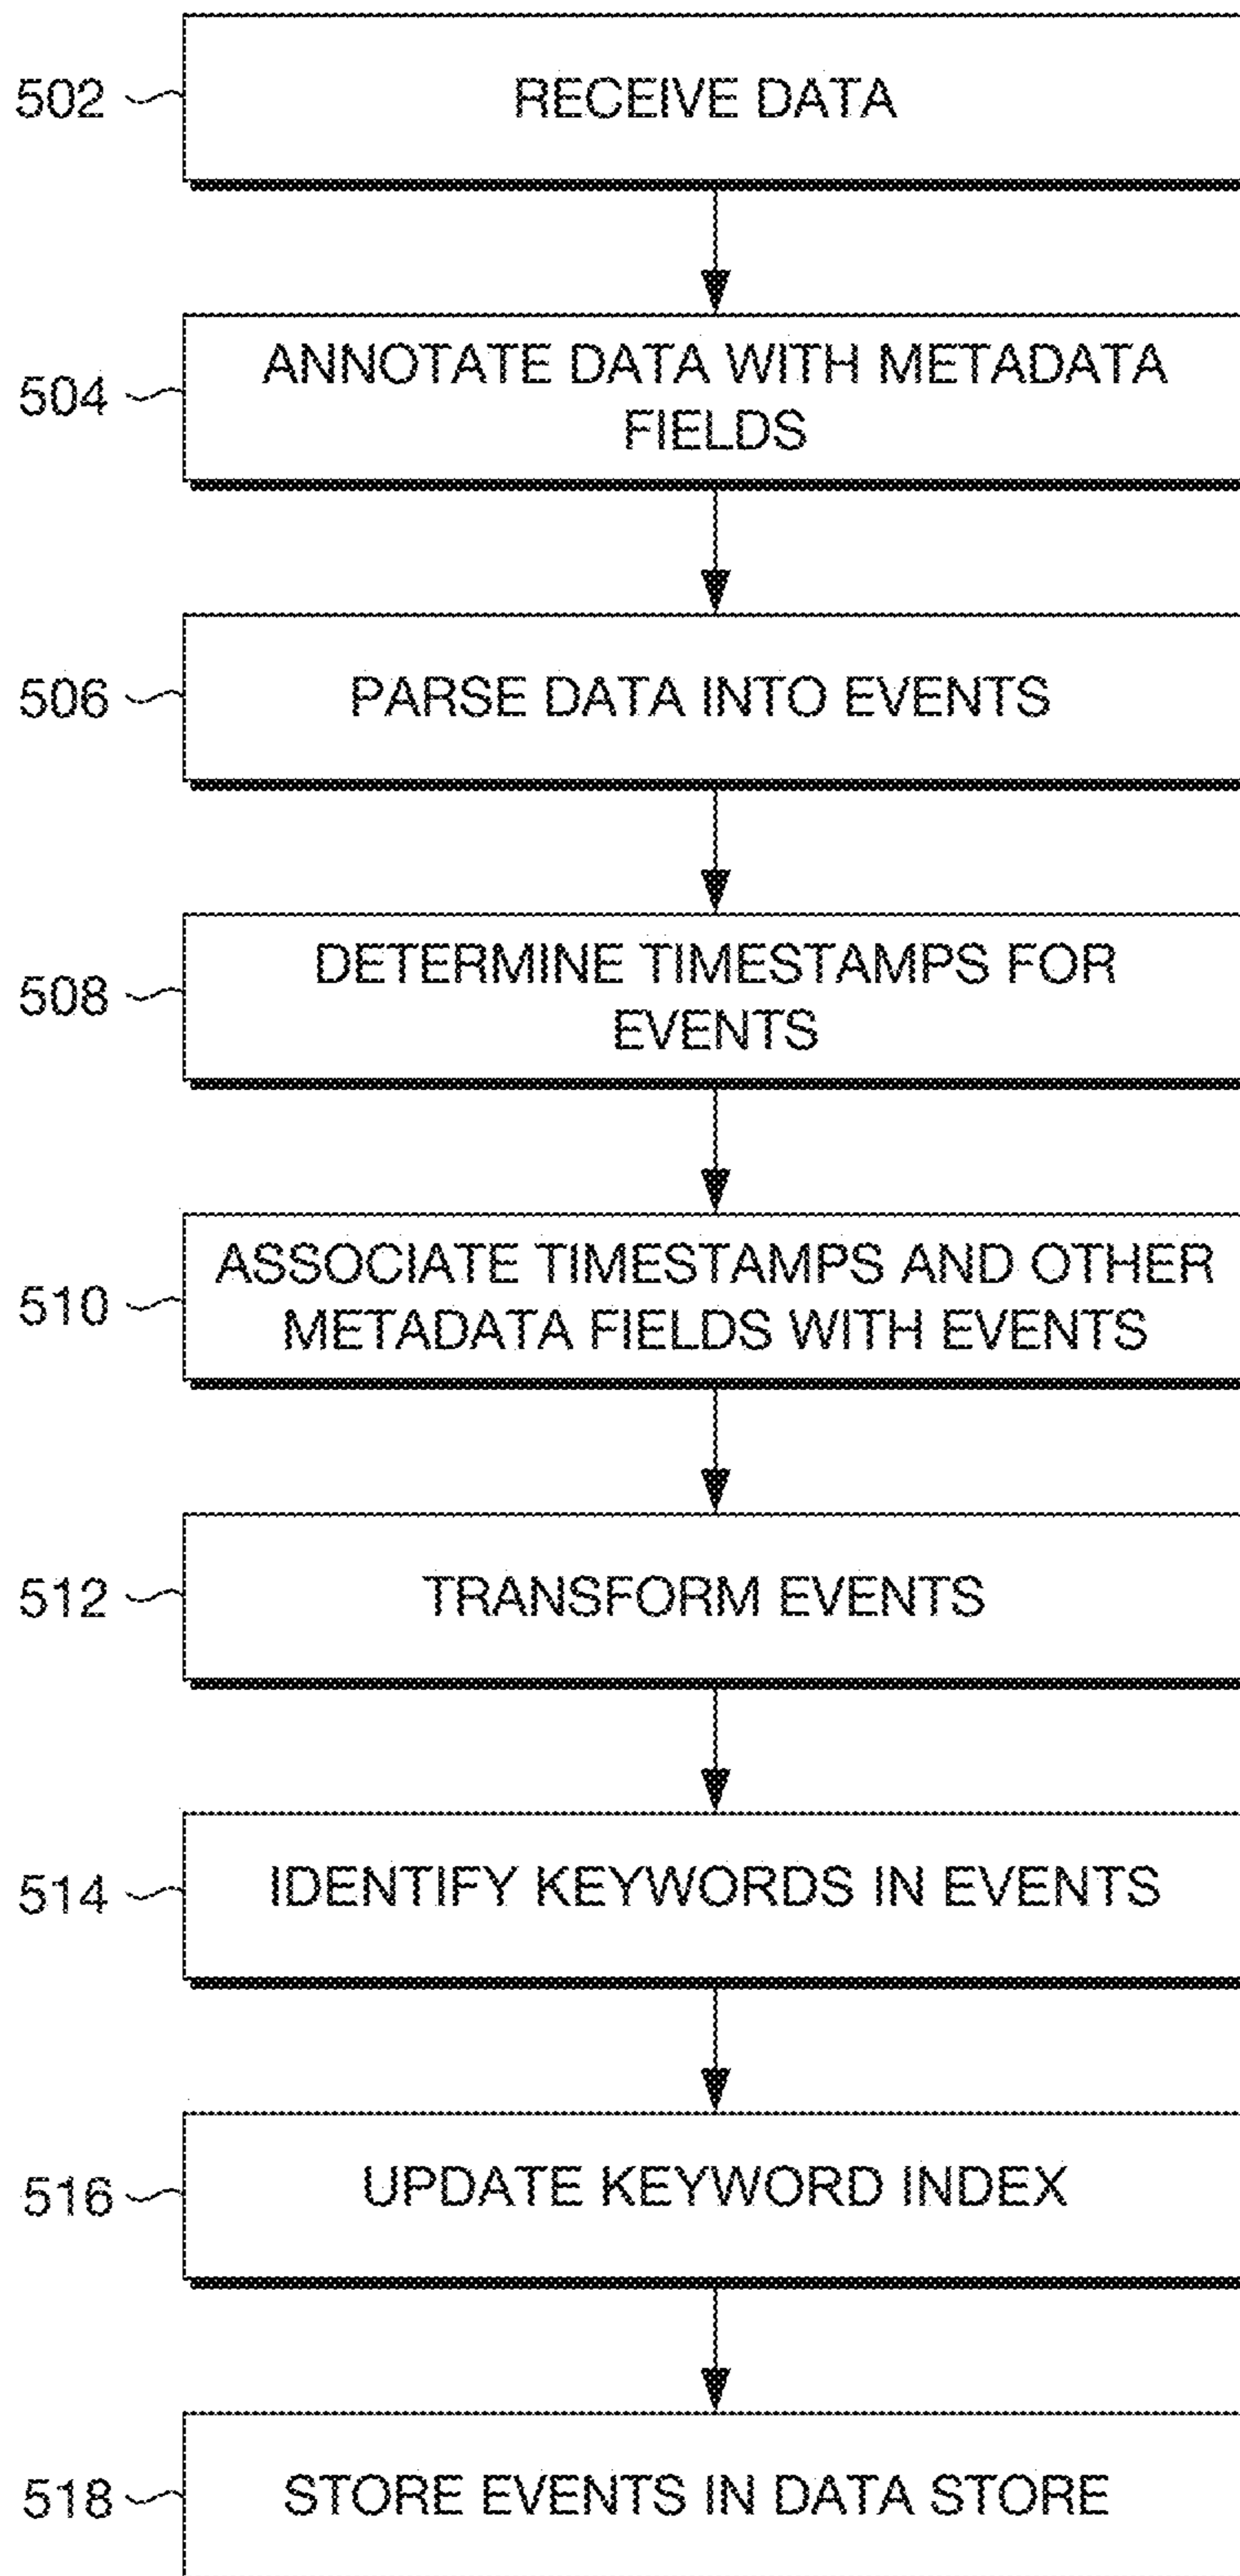 502
RECEIVE DATA
504
ANNOTATE DATA WITH METADATA
FIELDS
506
PARSE DATA INTO EVENTS
508
DETERMINE TIMESTAMPS FOR
EVENTS
510
ASSOCIATE TIMESTAMPS AND OTHER
METADATA FIELDS WITH EVENTS
512
TRANSFORM EVENTS
514
IDENTIFY KEYWORDS IN EVENTS
516
UPDATE KEYWORD INDEX
518
STORE EVENTS IN DATA STORE